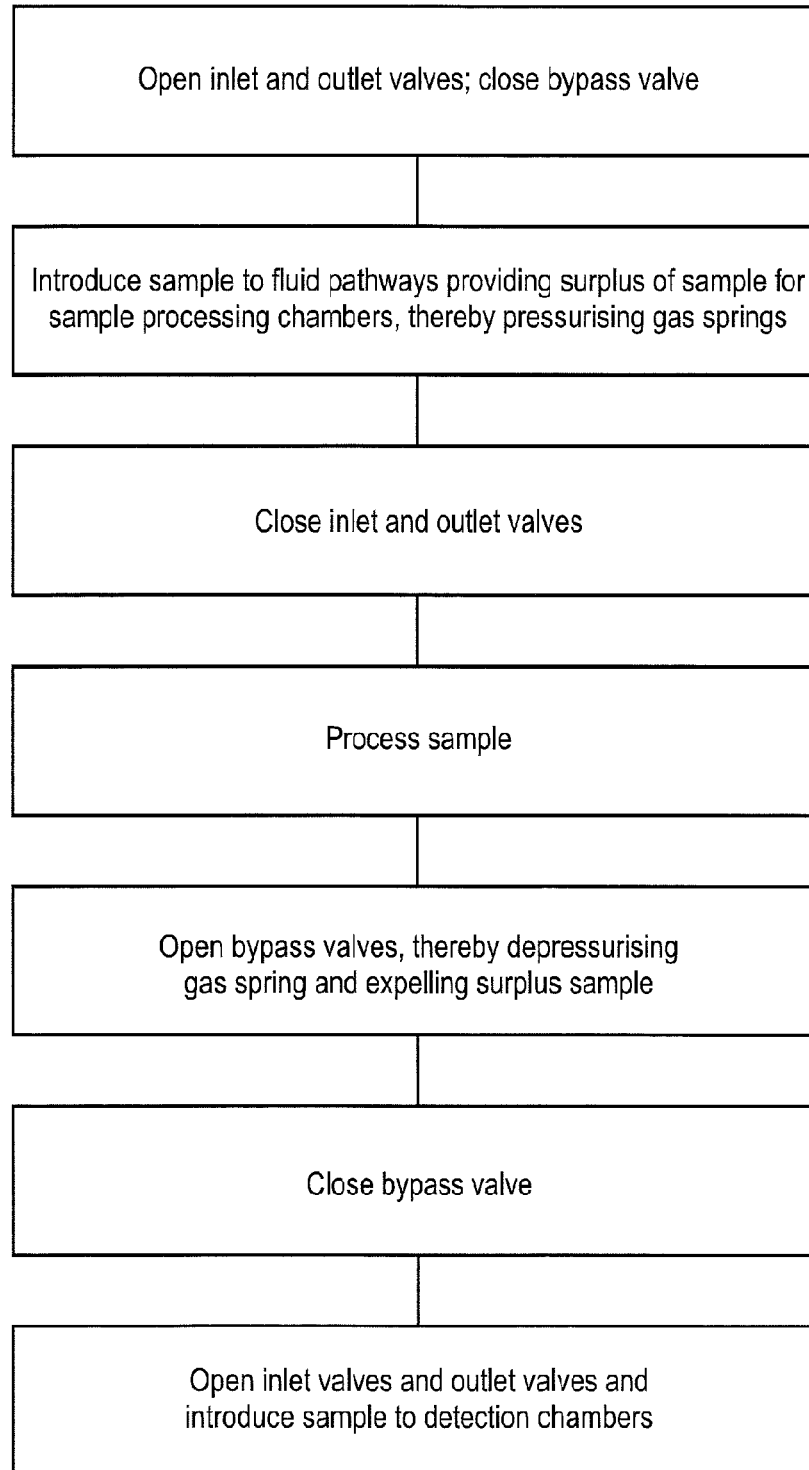 Open inlet and outlet valves; close bypass valve
Introduce sample to fluid pathways providing surplus of sample for
sample processing chambers, thereby pressurising gas springs
Close inlet and outlet valves
Process sample
Open bypass valves, thereby depressurising
gas spring and expelling surplus sample
Close bypass valve
Open inlet valves and outlet valves and
introduce sample to detection chambers